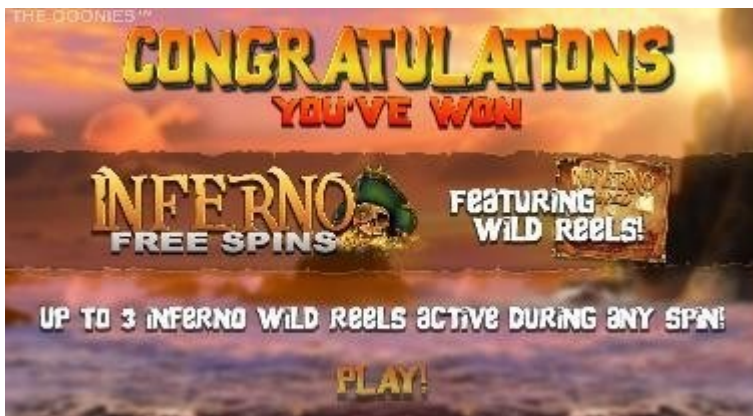 THE GOONIES™
CONGRATULATIONS
YOU'VE WON
INFERNO
FREE SPINS
FEATURING
WILD REELS!
INFERNO
UP TO 3 INFERNO WILD REELS ACTIVE DURING ANY SPIN!
PLAY!